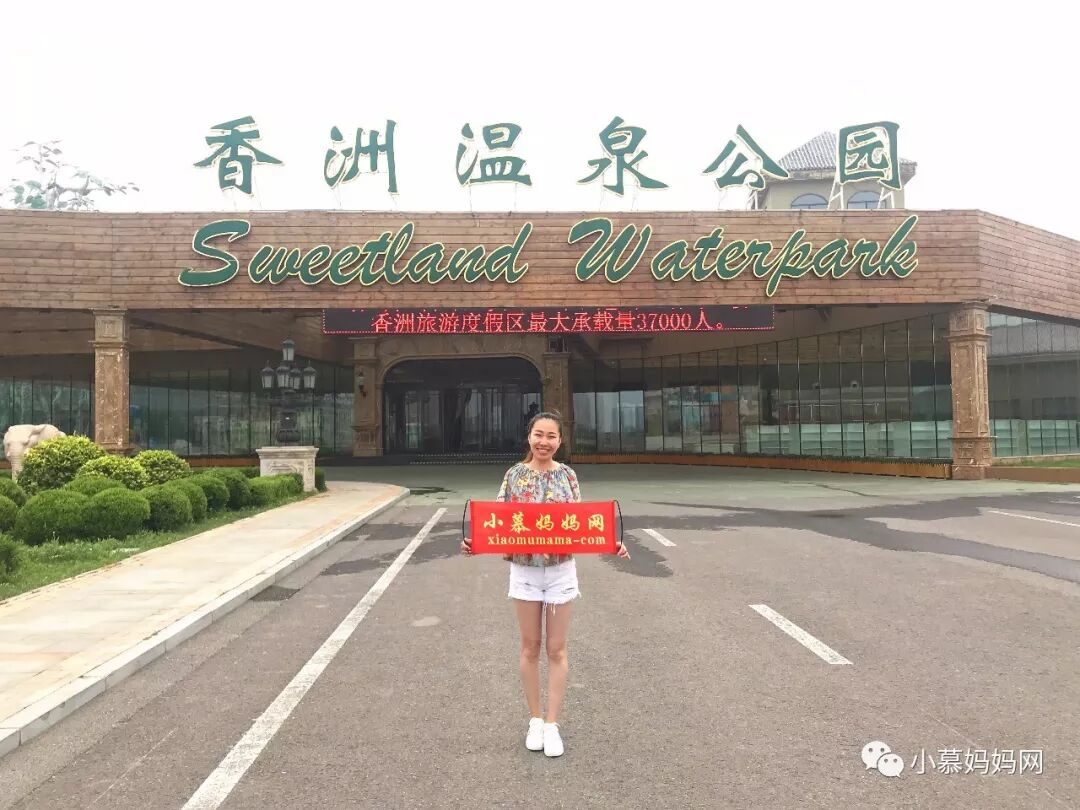 香洲温泉公园
Sweetland Waterpark
香洲旅游度假区最大承载量37000人。
小慕妈妈网
xiaomumama-com
小慕妈妈网